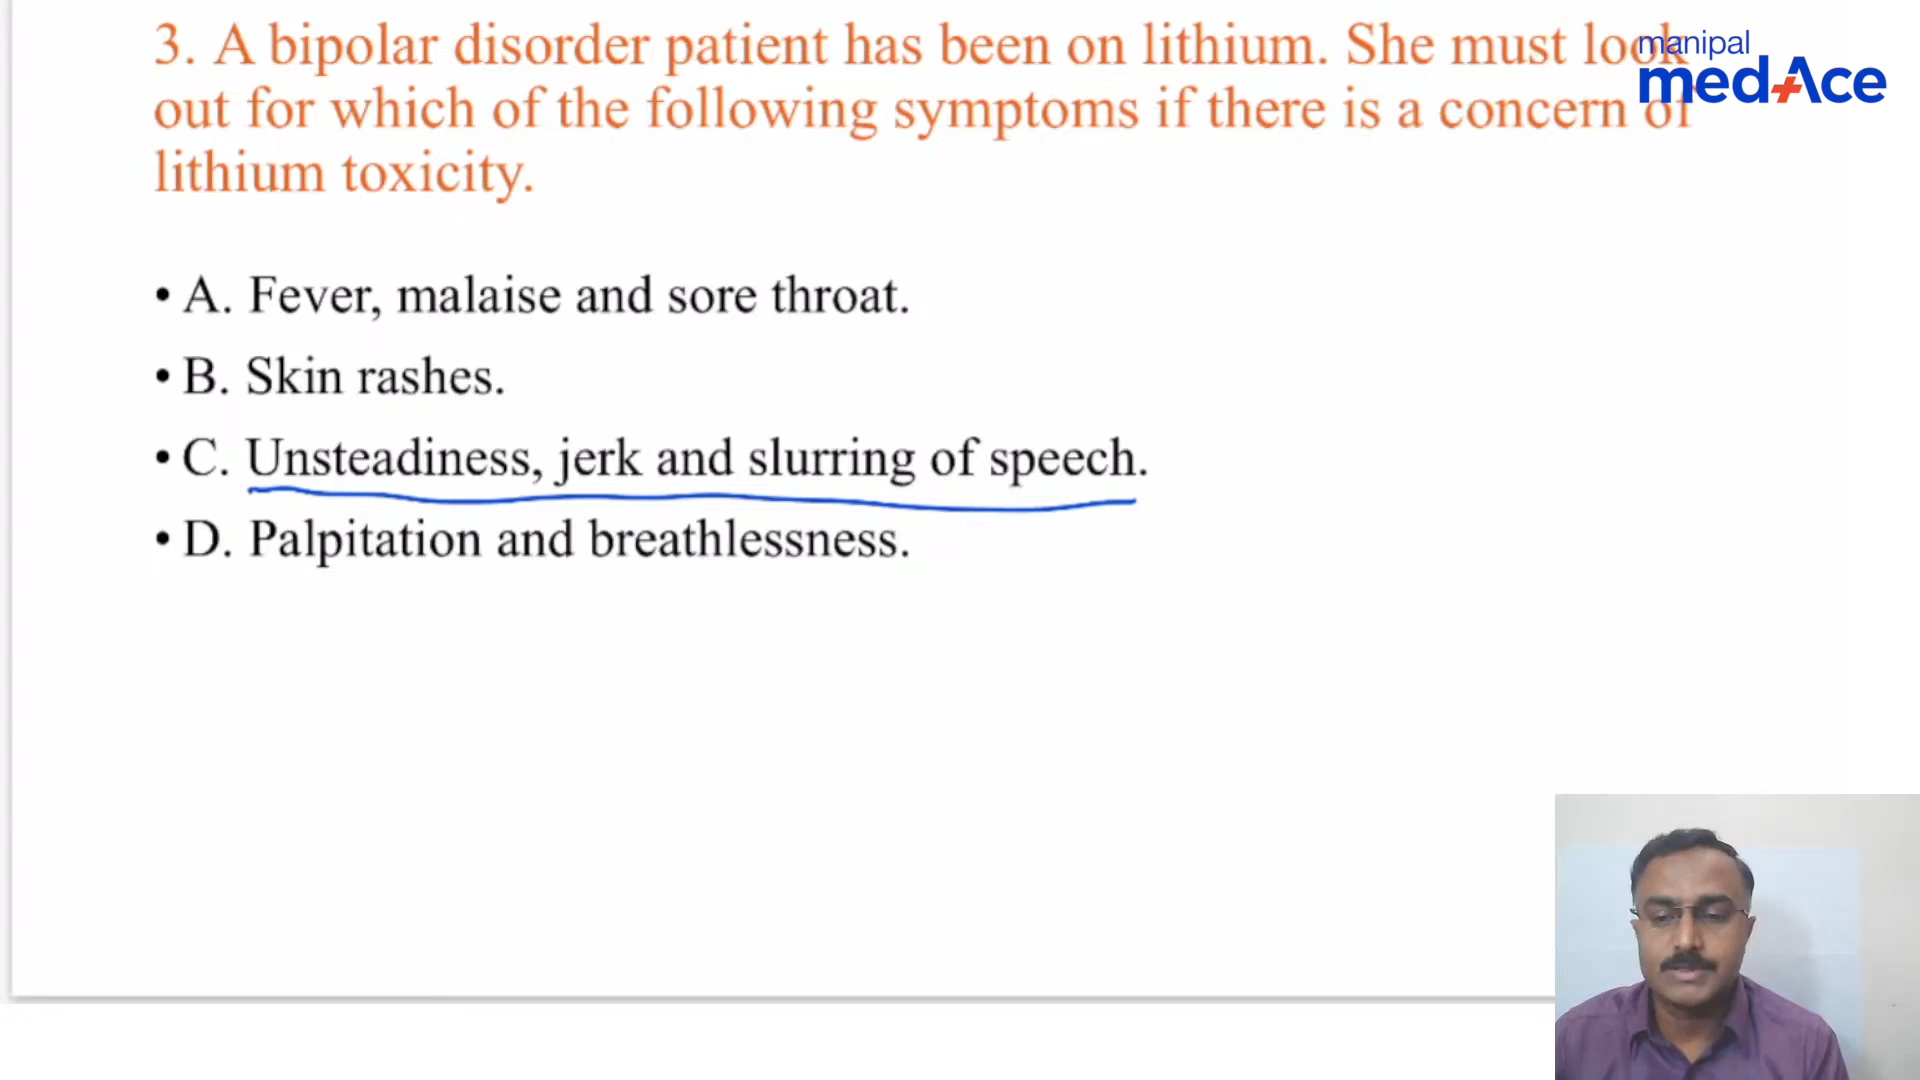 3. A bipolar disorder patient has been on lithium. She must look
out for which of the following symptoms if there is a concern of
lithium toxicity.
manipal
medAce
• A. Fever, malaise and sore throat.
• B. Skin rashes.
• C. Unsteadiness, jerk and slurring of speech.
• D. Palpitation and breathlessness.